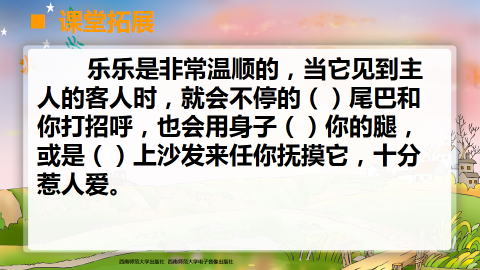 ■ 课堂拓展
乐乐是非常温顺的，当它见到主
人的客人时，就会不停的（ ）尾巴和
你打招呼，也会用身子（ ）你的腿，
或是（ ）上沙发来任你抚摸它，十分
惹人爱。
西南师范大学出版社 西南师范大学电子音像出版社